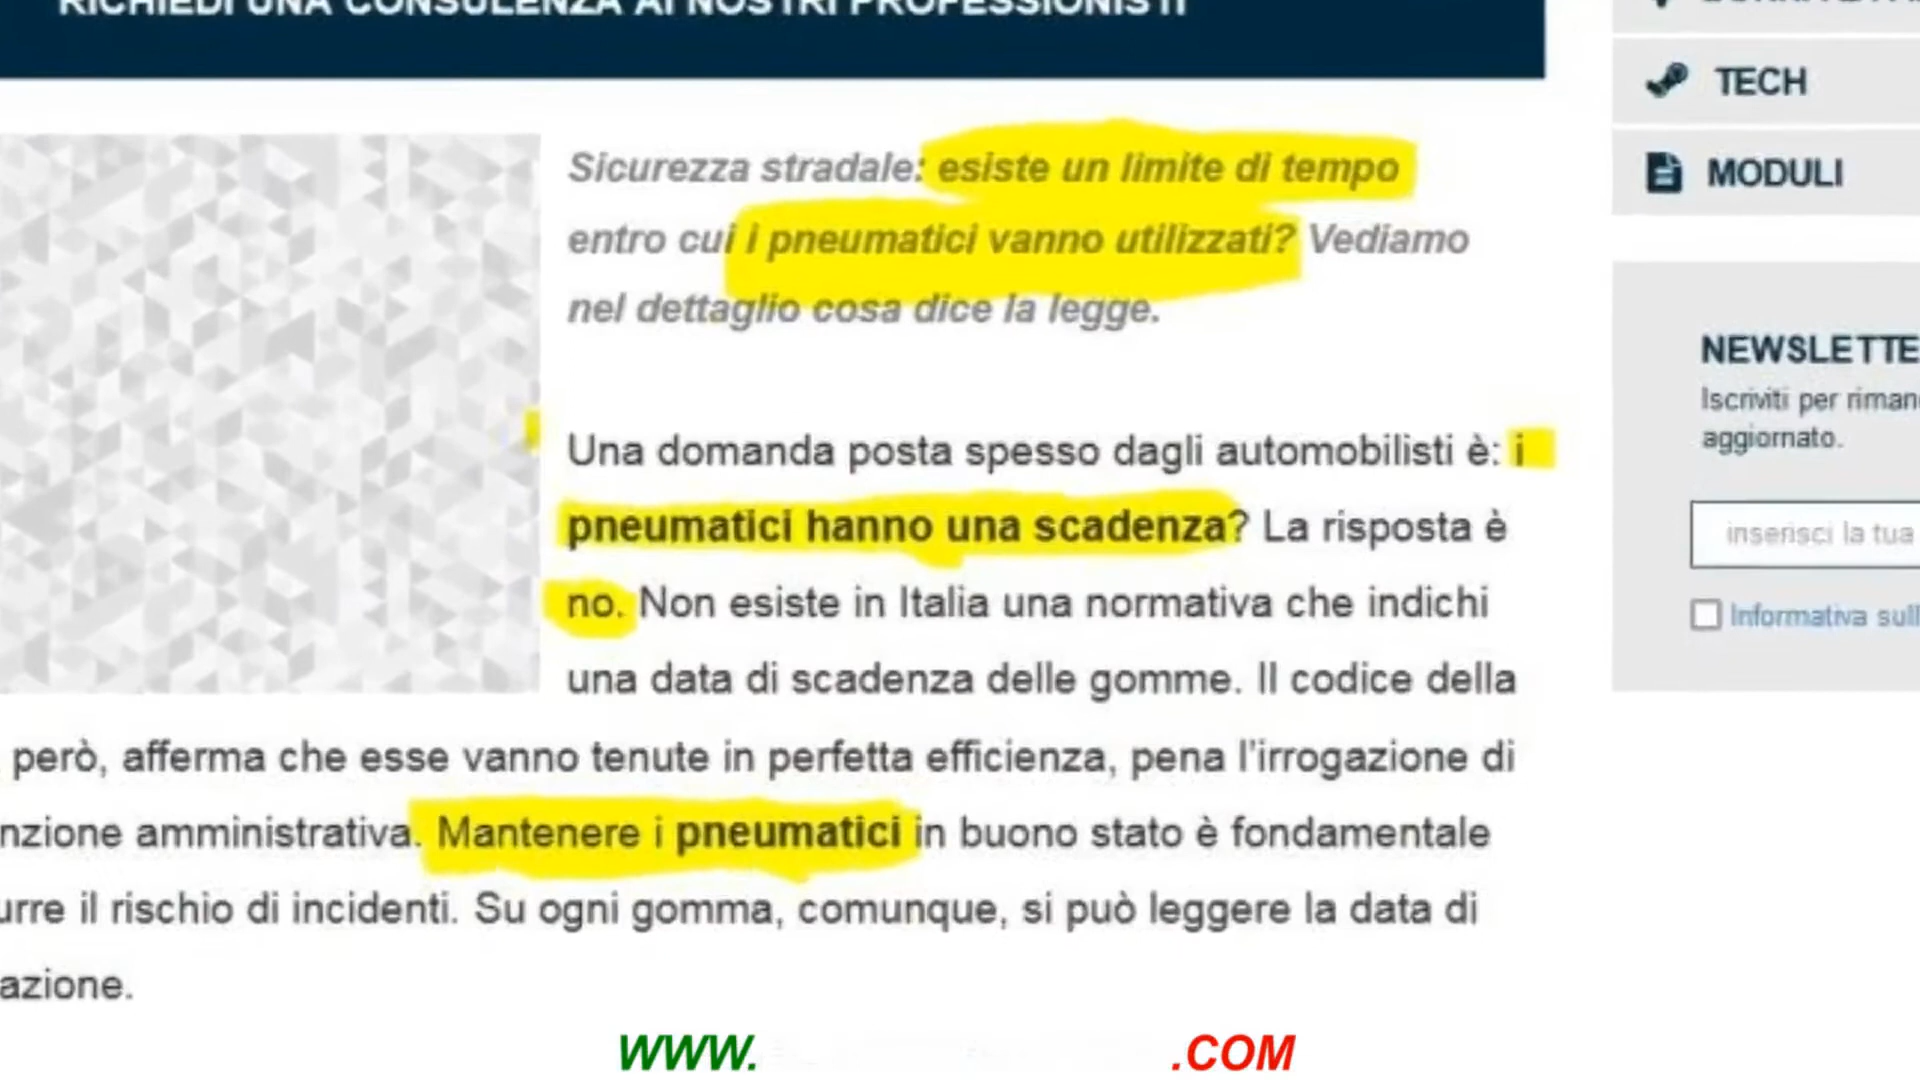 RICHIEDI UNA CONSULENZA AI NOSTRI PROFESSIONISTI
Sicurezza stradale: esiste un limite di tempo
entro cui i pneumatici vanno utilizzati? Vediamo
nel dettaglio cosa dice la legge.
Una domanda posta spesso dagli automobilisti è: i
pneumatici hanno una scadenza? La risposta è
no. Non esiste in Italia una normativa che indichi
una data di scadenza delle gomme. Il codice della
però, afferma che esse vanno tenute in perfetta efficienza, pena l'irrogazione di
nzione amministrativa. Mantenere i pneumatici in buono stato è fondamentale
urre il rischio di incidenti. Su ogni gomma, comunque, si può leggere la data di
azione.
TECH
MODULI
NEWSLETTE
Iscriviti per riman
aggiornato.
inserisci la tua
Informativa sull
WWW. .COM